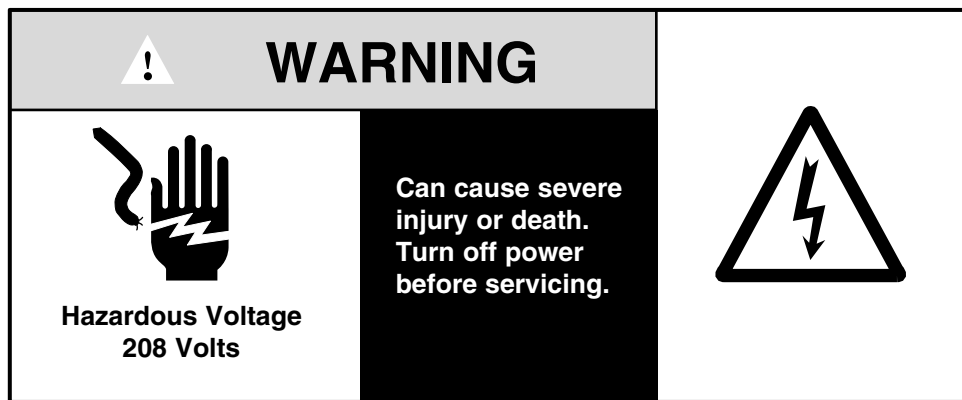 ! WARNING
Hazardous Voltage
208 Volts
Can cause severe
injury or death.
Turn off power
before servicing.